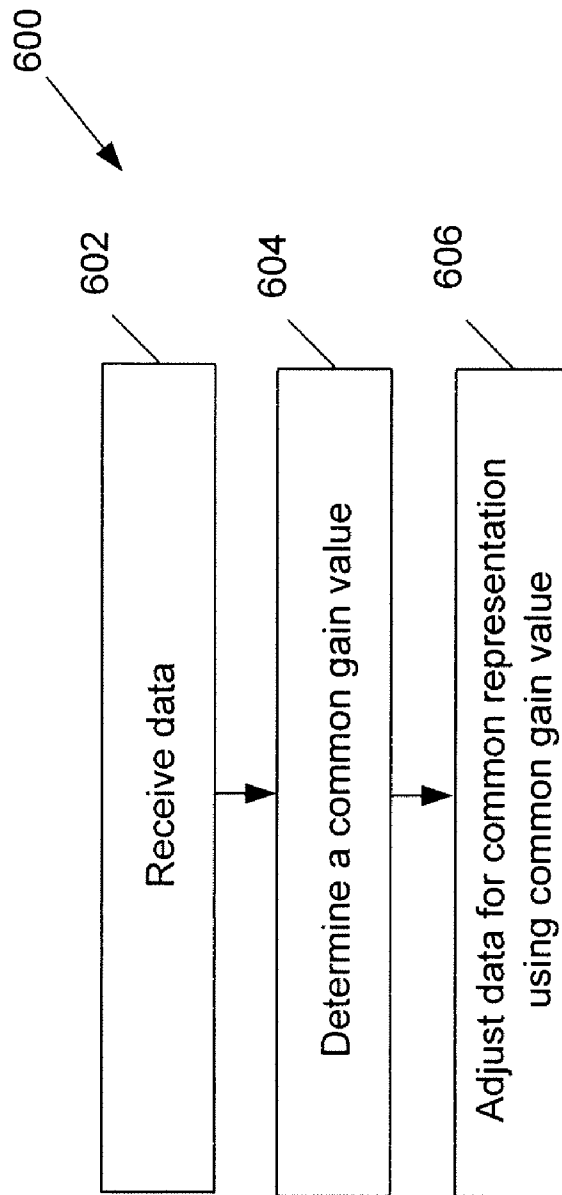 600
602
Receive data
604
Determine a common gain value
606
Adjust data for common representation
using common gain value